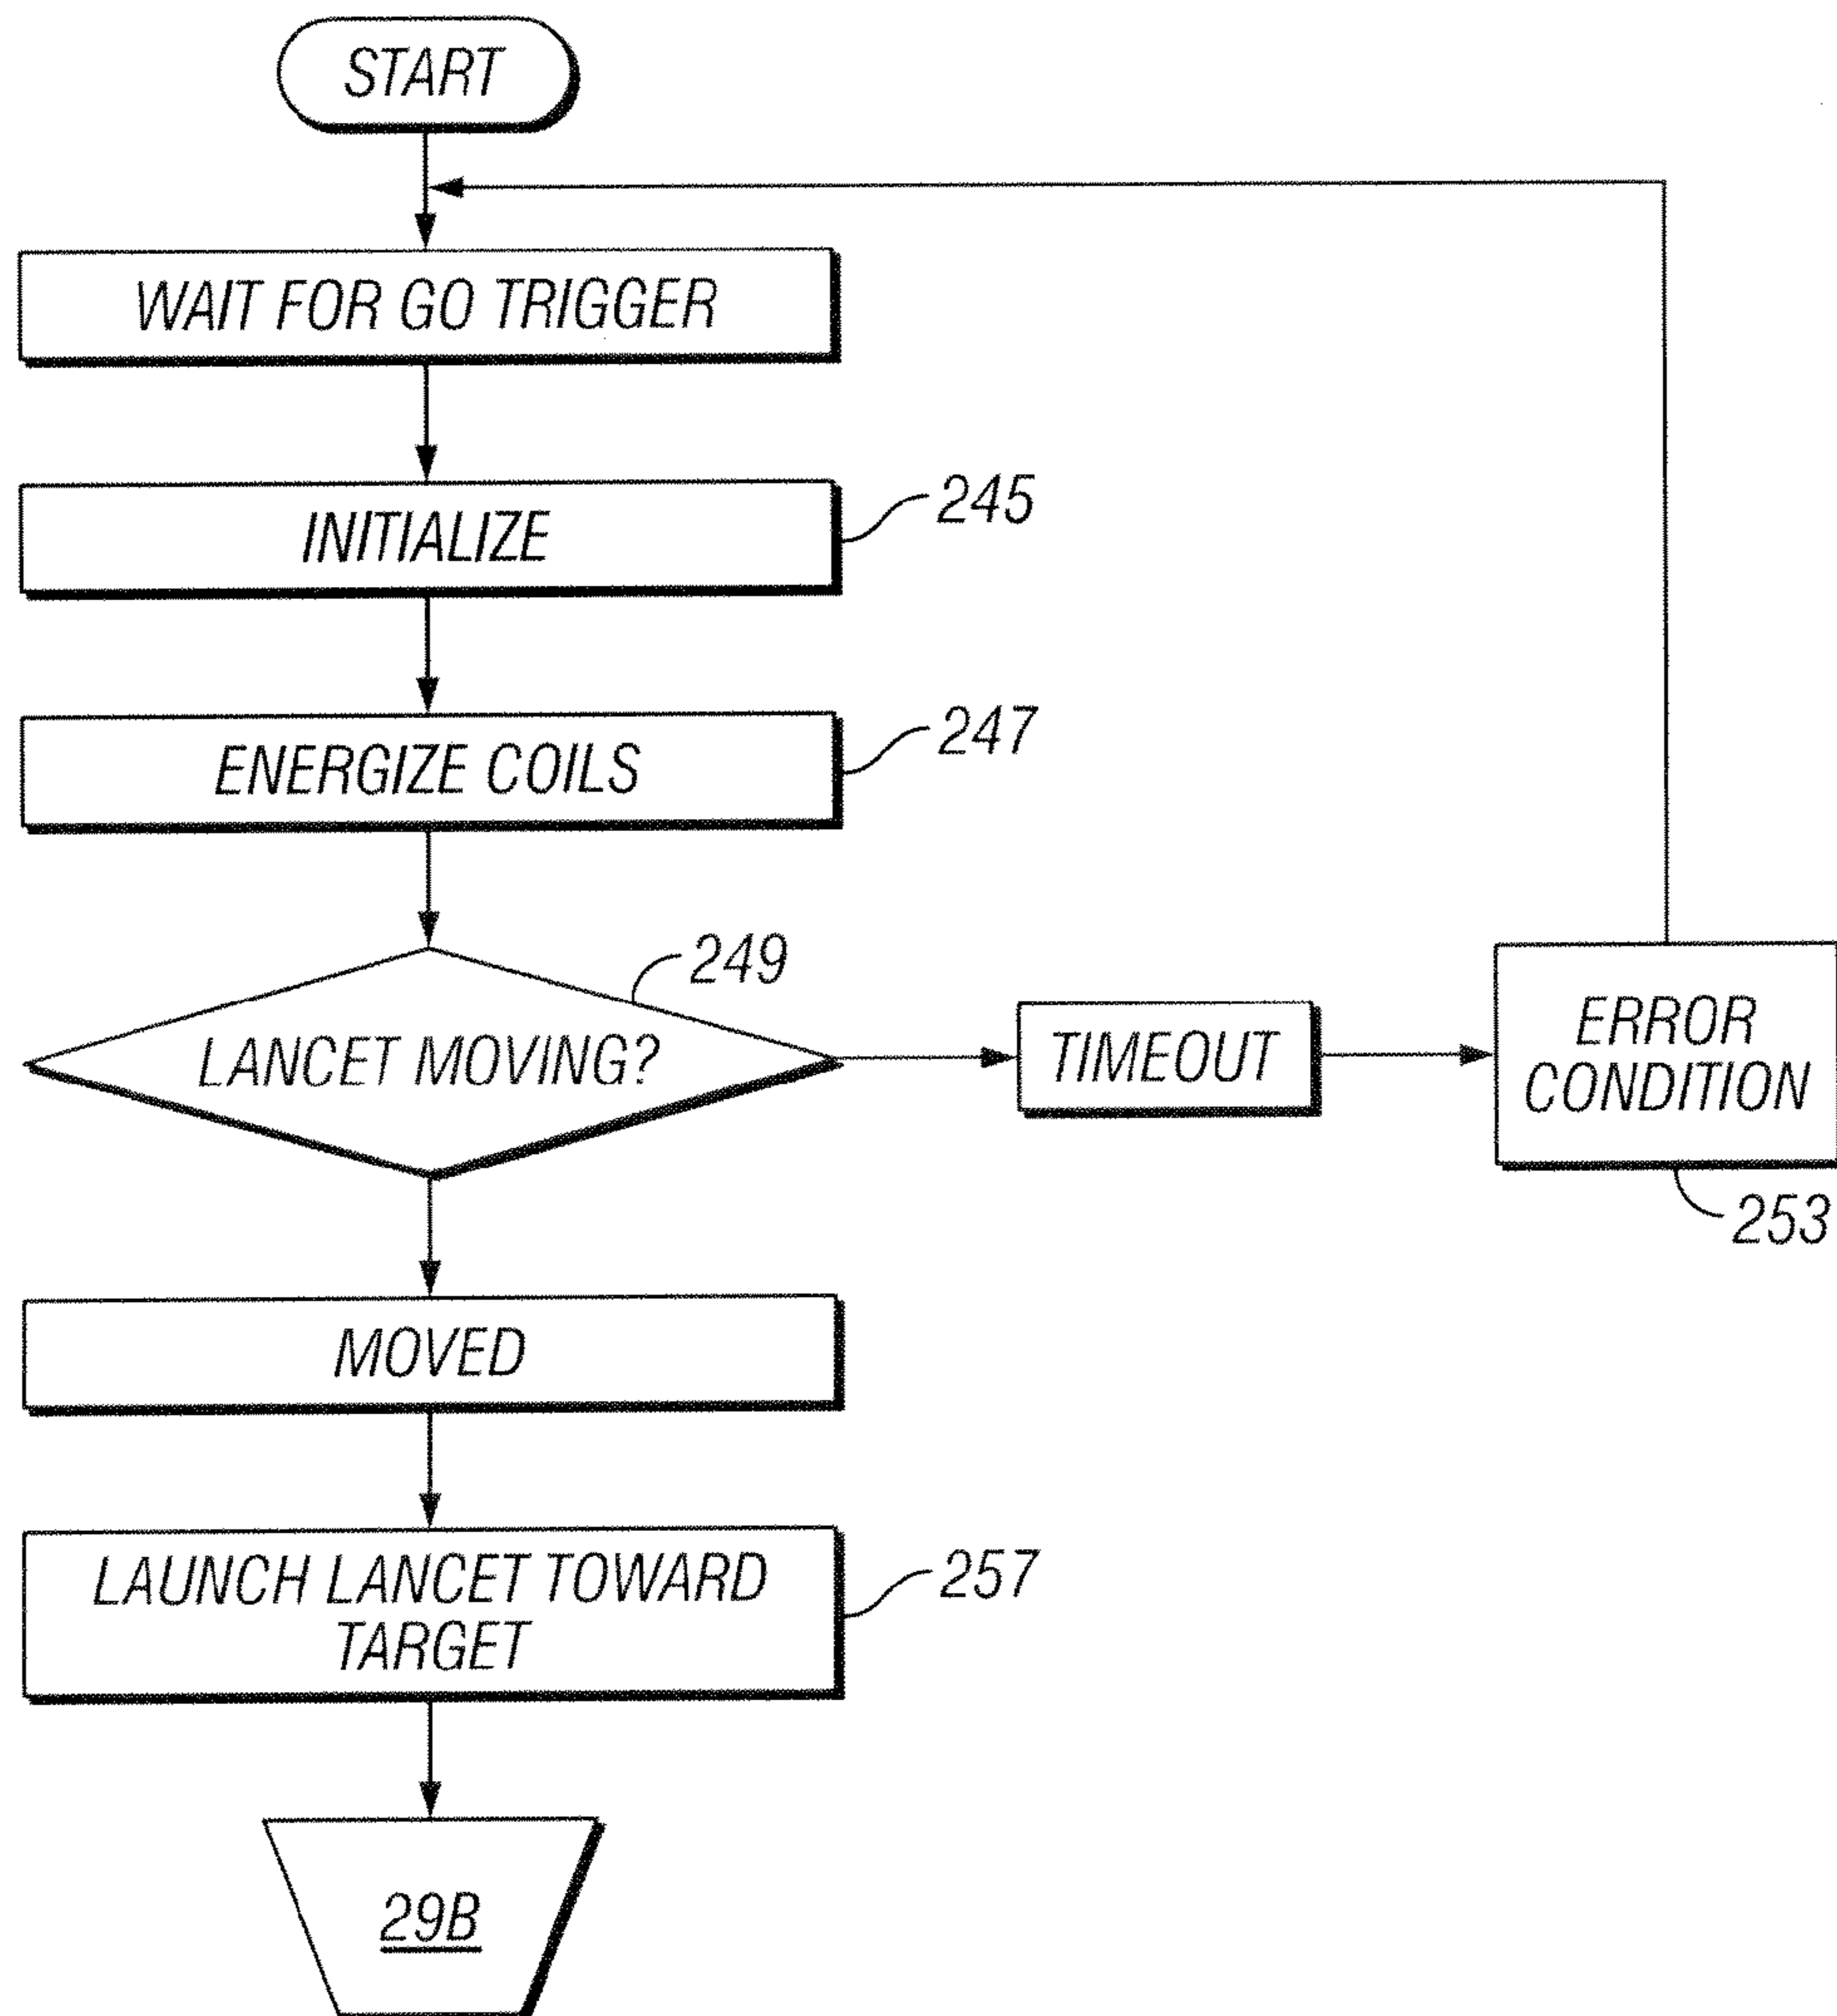 START
WAIT FOR GO TRIGGER
INITIALIZE
245
ENERGIZE COILS
247
249
LANCET MOVING?
TIMEOUT
ERROR
CONDITION
253
MOVED
LAUNCH LANCET TOWARD
TARGET
257
29B